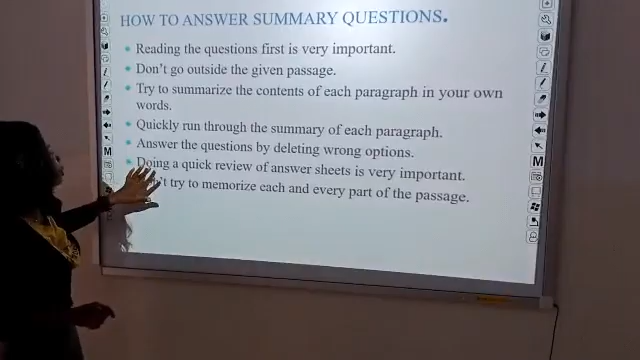 HOW TO ANSWER SUMMARY QUESTIONS.
Reading the questions first is very important.
Don't go outside the given passage.
Try to summarize the contents of each paragraph in your own
words.
Quickly run through the summary of each paragraph.
Answer the questions by deleting wrong options.
Doing a quick review of answer sheets is very important.
try to memorize each and every part of the passage.
M
M